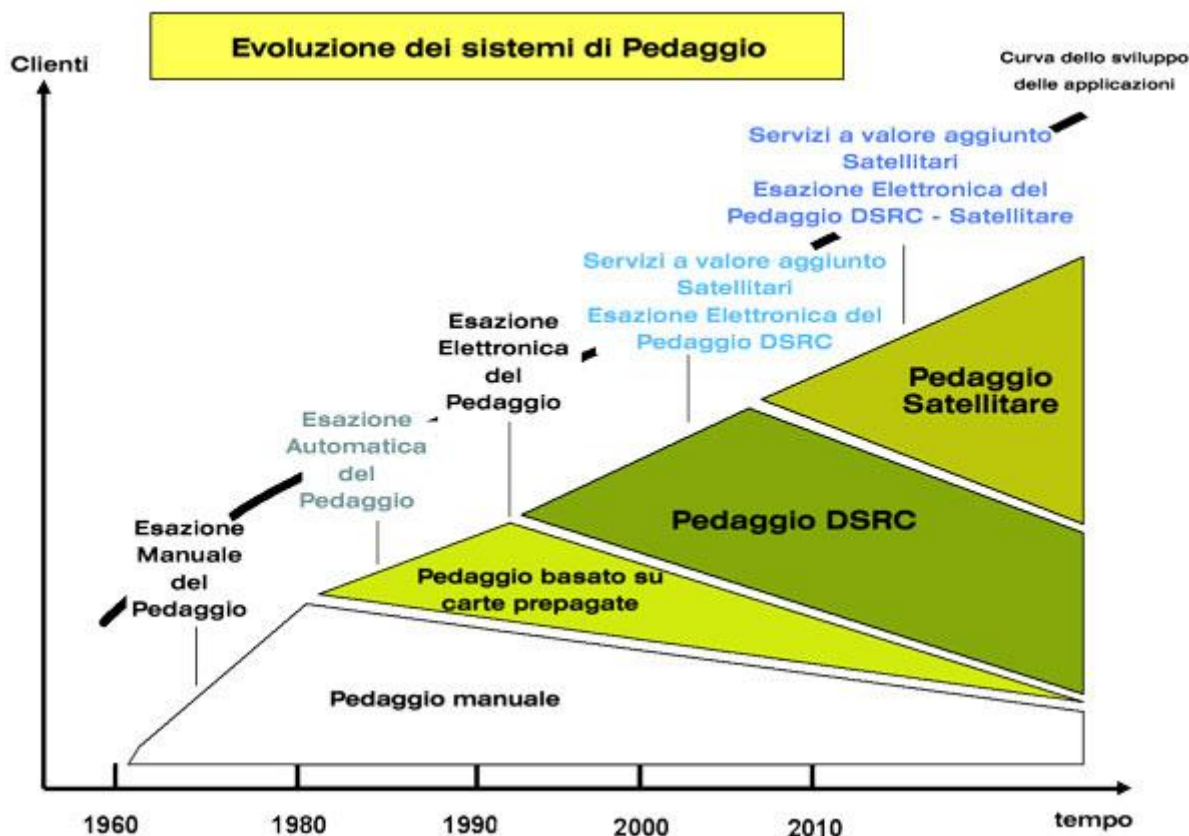 Evoluzione dei sistemi di Pedaggio
Clienti
Curva dello sviluppo
delle applicazioni
Servizi a valore aggiunto
Satellitari
Esazione Elettronica del
Pedaggio DSRC - Satellitare
Servizi a valore aggiunto
Satellitari
Esazione Elettronica del
Pedaggio DSRC
Esazione
Elettronica
del
Pedaggio
Esazione
Automatica
del
Pedaggio
Esazione
Manuale
del
Pedaggio
Pedaggio
Satellitare
Pedaggio DSRC
Pedaggio basato su
carte prepagate
Pedaggio manuale
1960
1980
1990
2000
2010
tempo